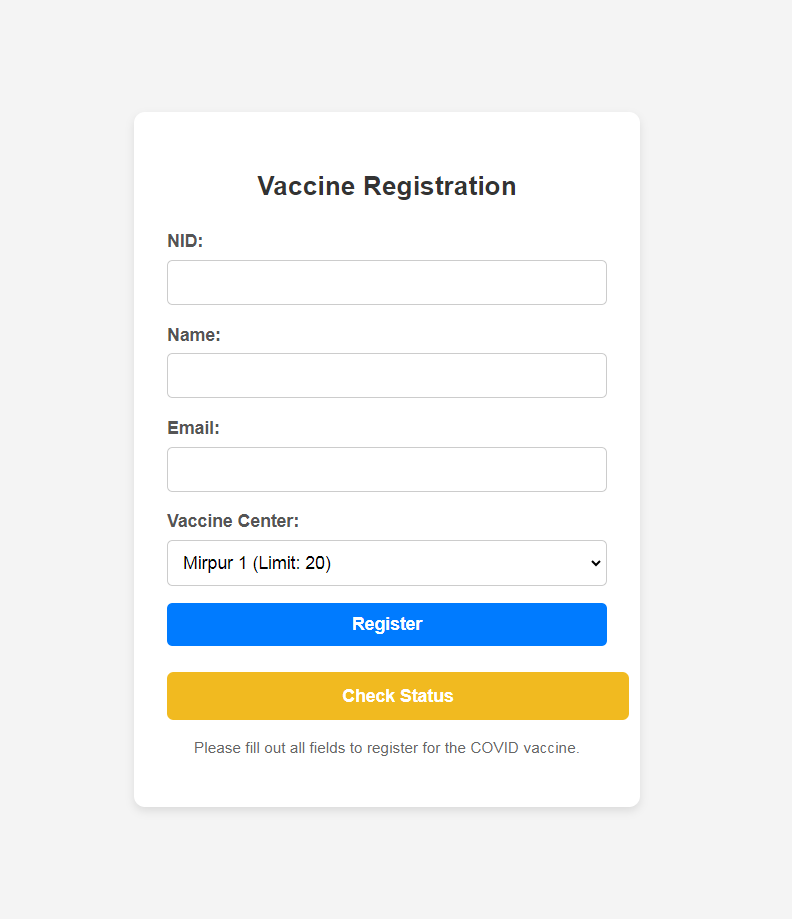 Vaccine Registration
NID:
Name:
Email:
Vaccine Center:
Mirpur 1 (Limit: 20)
Register
Check Status
Please fill out all fields to register for the COVID vaccine.